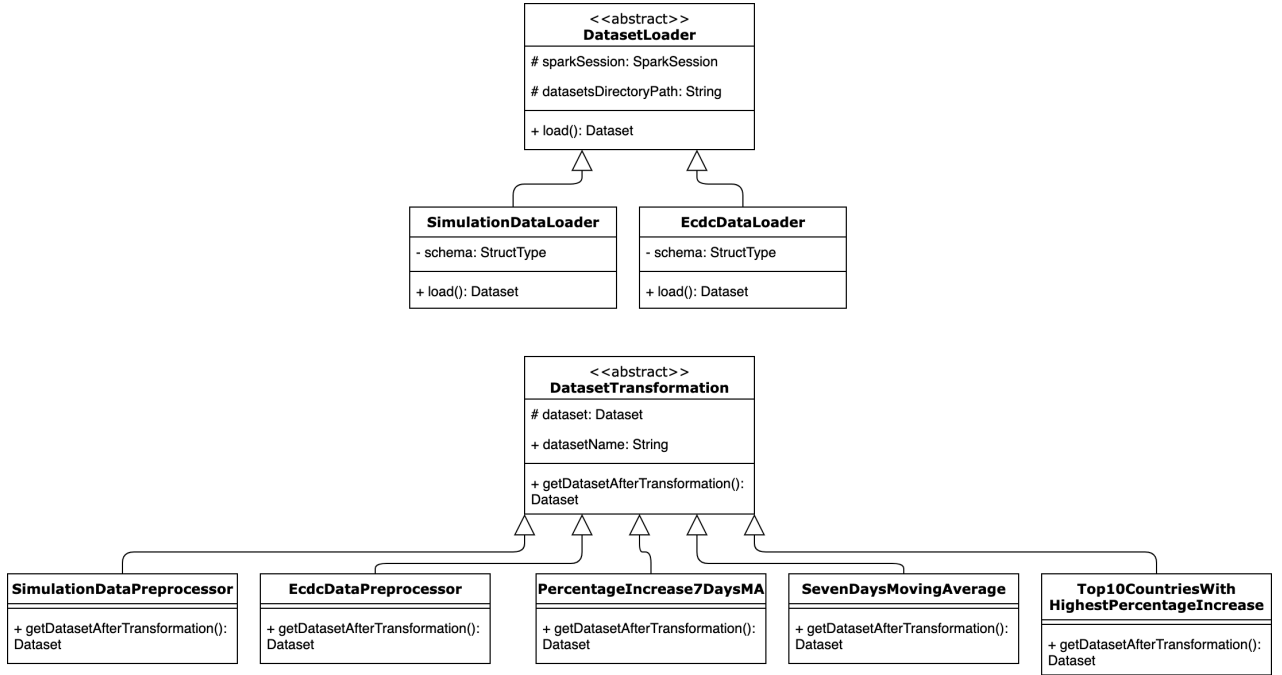 <<abstract>>
DatasetLoader
# sparkSession: SparkSession
# datasetsDirectoryPath: String
+ load(): Dataset
SimulationDataLoader
- schema: StructType
+ load(): Dataset
EcdcDataLoader
- schema: StructType
+ load(): Dataset
<<abstract>>
DatasetTransformation
# dataset: Dataset
+ datasetName: String
+ getDatasetAfterTransformation():
Dataset
SimulationDataPreprocessor
+ getDatasetAfterTransformation():
Dataset
EcdcDataPreprocessor
+ getDatasetAfterTransformation():
Dataset
PercentageIncrease7DaysMA
+ getDatasetAfterTransformation():
Dataset
SevenDaysMovingAverage
+ getDatasetAfterTransformation():
Dataset
Top10CountriesWith
HighestPercentageIncrease
+ getDatasetAfterTransformation():
Dataset